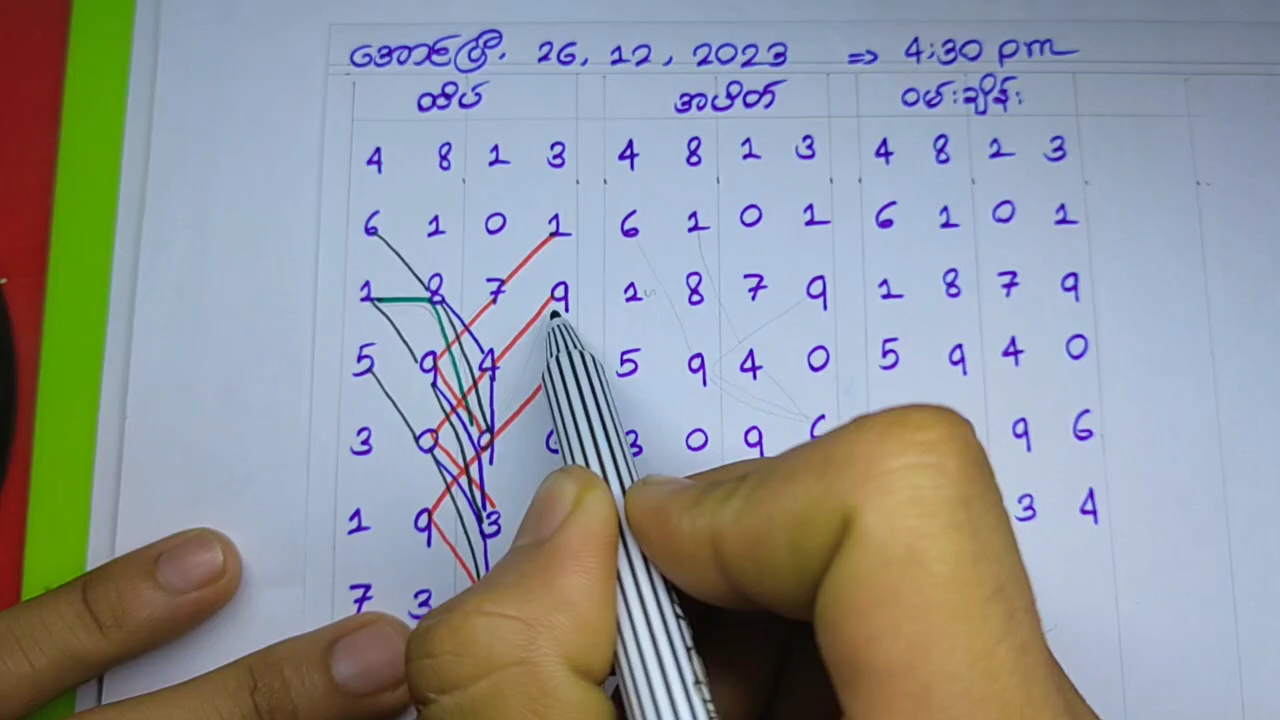 အောင်ကြီး. 26, 12, 2023 => 4:30 pm
ထိပ် အပိတ် ဝမ်းချိန်း
4 8 1 3 4 8 1 3 4 8 1 3
6 1 0 1 6 1 0 1 6 1 0 1
1 8 7 9 1 8 7 9 1 8 7 9
5 9 4 5 9 4 0 5 9 4 0
3 0 9 3 0 9 6 9 6
1 9 3 3 4
7 3